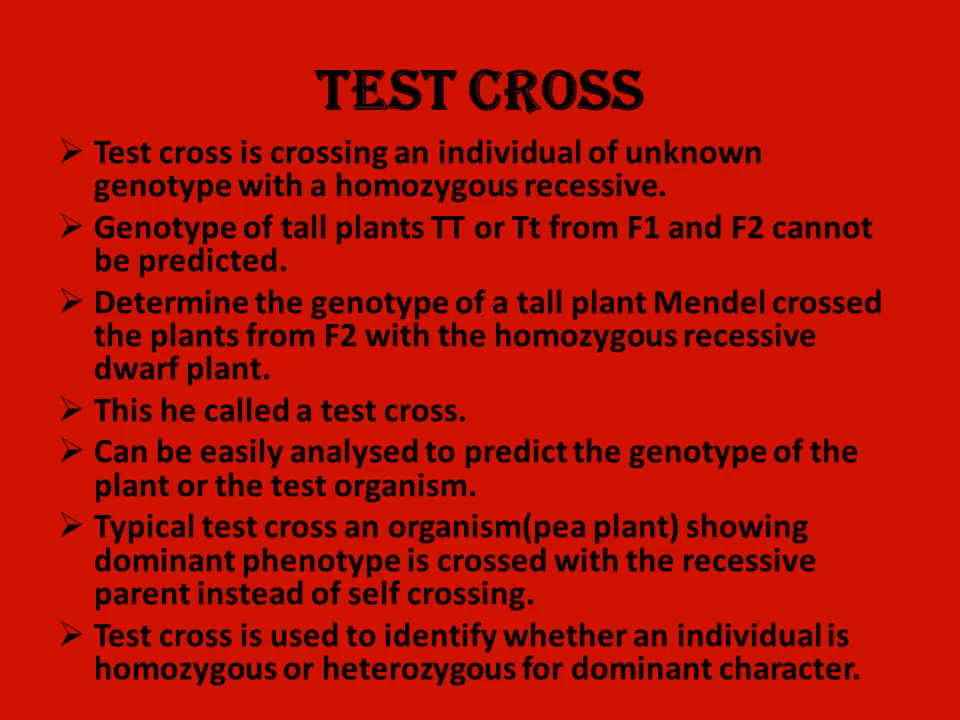 TEST CROSS
➢ Test cross is crossing an individual of unknown
genotype with a homozygous recessive.
➢ Genotype of tall plants TT or Tt from F1 and F2 cannot
be predicted.
➢ Determine the genotype of a tall plant Mendel crossed
the plants from F2 with the homozygous recessive
dwarf plant.
➢ This he called a test cross.
➢ Can be easily analysed to predict the genotype of the
plant or the test organism.
➢ Typical test cross an organism(pea plant) showing
dominant phenotype is crossed with the recessive
parent instead of self crossing.
➢ Test cross is used to identify whether an individual is
homozygous or heterozygous for dominant character.